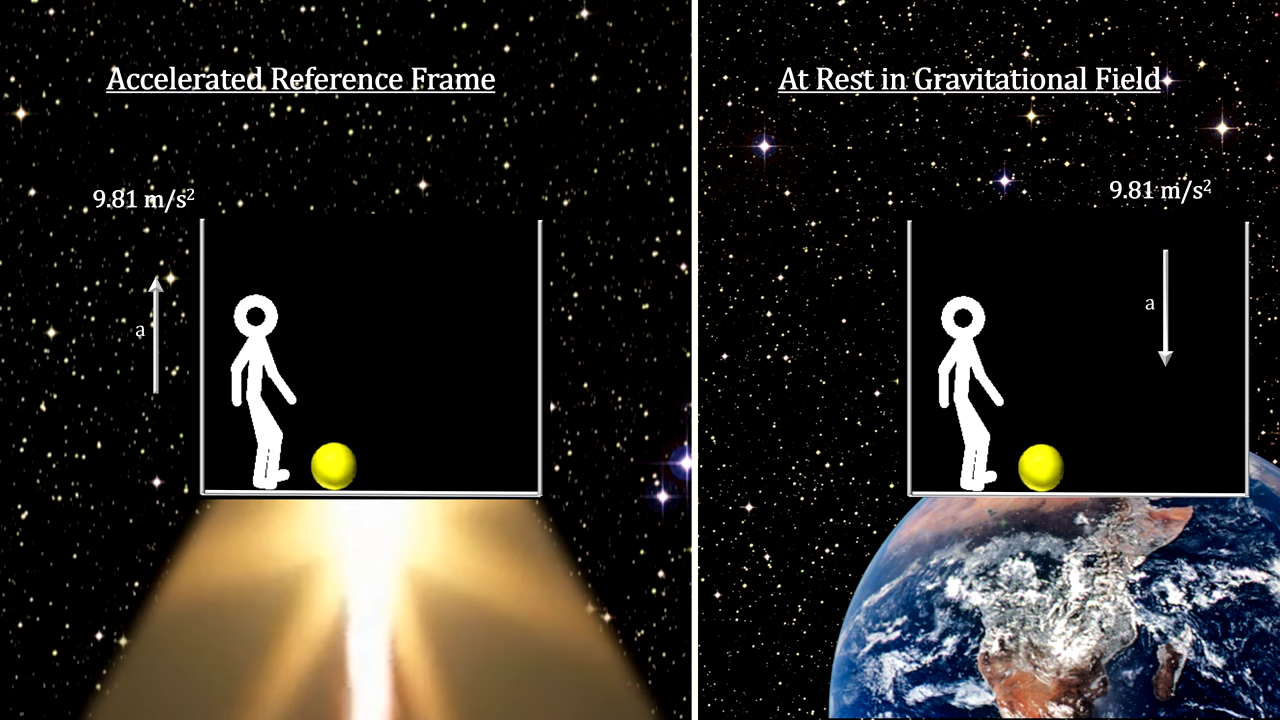 Accelerated Reference Frame
9.81 m/s²
a
At Rest in Gravitational Field
9.81 m/s²
a